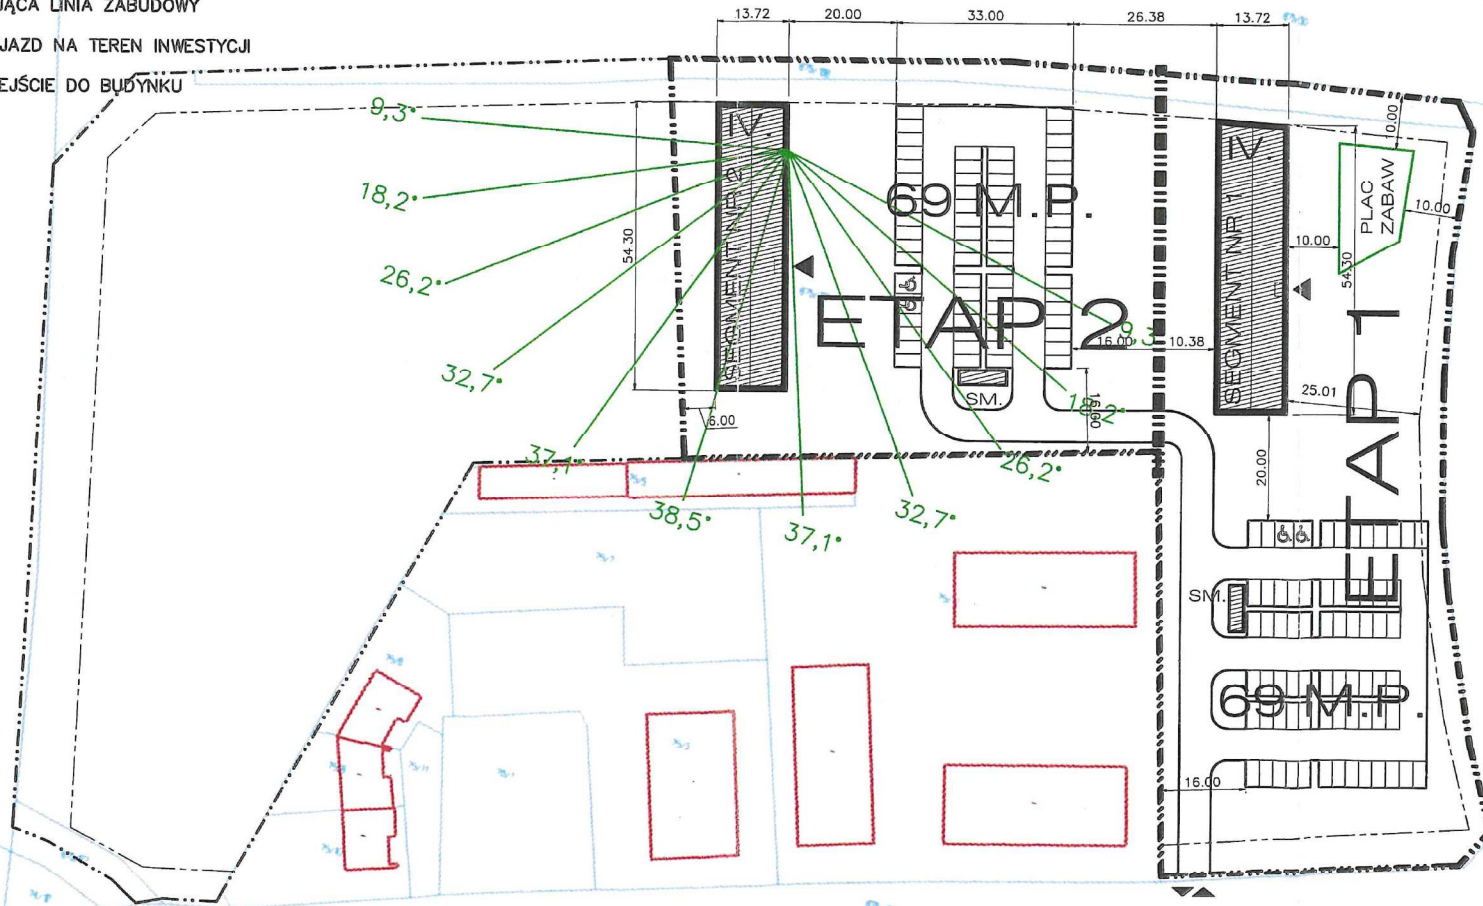 JĄCA LINIA ZABUDOWY
JAZD NA TEREN INWESTYCJI
EJŚCIE DO BUDYNKU
13.72
20.00
33.00
26.38
13.72
9,3°
18,2°
26,2°
32,7°
37,1°
38,5°
37,1°
32,7°
26,2°
18,2°
9,3
54.30
IV.
SEGMENT NR 2
69 M.P.
ETAP 2
SM.
6.00
16.00
10.38
16.00
IV.
SEGMENT NR 1
10.00
PLAC
ZABAW
10.00
10.00
54.30
25.01
20.00
ETAP 1
SM.
69 M.P.
16.00